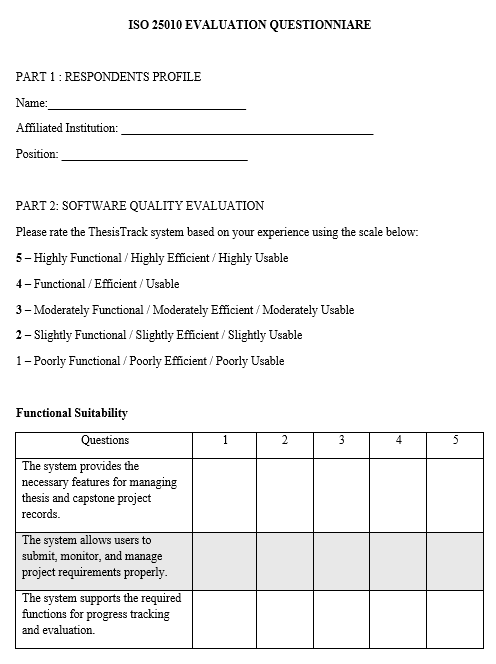 ISO 25010 EVALUATION QUESTIONNIARE
PART 1 : RESPONDENTS PROFILE
Name:_________________________________
Affiliated Institution: __________________________________________
Position: _______________________________
PART 2: SOFTWARE QUALITY EVALUATION
Please rate the ThesisTrack system based on your experience using the scale below:
5 – Highly Functional / Highly Efficient / Highly Usable
4 – Functional / Efficient / Usable
3 – Moderately Functional / Moderately Efficient / Moderately Usable
2 – Slightly Functional / Slightly Efficient / Slightly Usable
1 – Poorly Functional / Poorly Efficient / Poorly Usable
Functional Suitability
Questions 1 2 3 4 5
The system provides the
necessary features for managing
thesis and capstone project
records.
The system allows users to
submit, monitor, and manage
project requirements properly.
The system supports the required
functions for progress tracking
and evaluation.